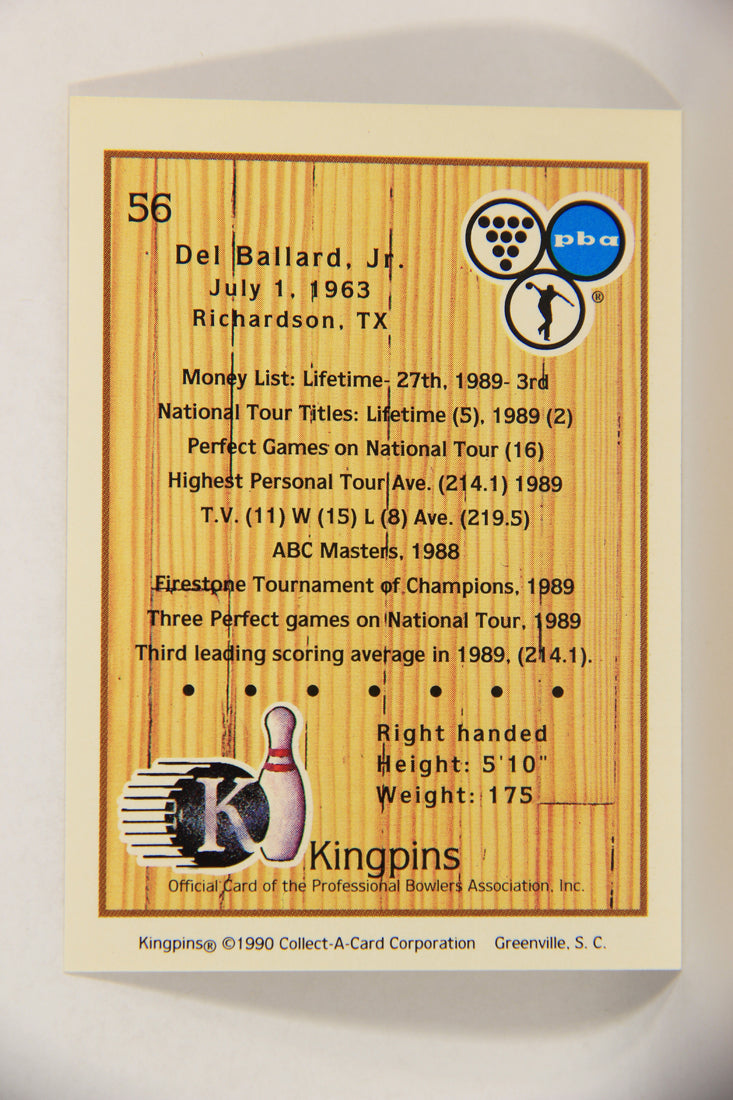 56
pba
®
Del Ballard, Jr.
July 1, 1963
Richardson, TX
Money List: Lifetime- 27th, 1989- 3rd
National Tour Titles: Lifetime (5), 1989 (2)
Perfect Games on National Tour (16)
Highest Personal Tour Ave. (214.1) 1989
T.V. (11) W (15) L (8) Ave. (219.5)
ABC Masters, 1988
Firestone Tournament of Champions, 1989
Three Perfect games on National Tour, 1989
Third leading scoring average in 1989, (214.1).
Right handed
Height: 5'10"
Weight: 175
K
Kingpins
Official Card of the Professional Bowlers Association, Inc.
Kingpins® ©1990 Collect-A-Card Corporation Greenville, S. C.